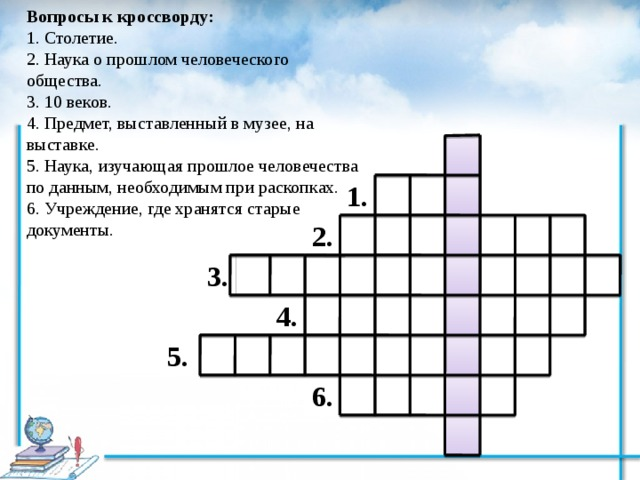 Вопросы к кроссворду:
1. Столетие.
2. Наука о прошлом человеческого
общества.
3. 10 веков.
4. Предмет, выставленный в музее, на
выставке.
5. Наука, изучающая прошлое человечества
по данным, необходимым при раскопках.
6. Учреждение, где хранятся старые
документы.
1.
2.
3.
4.
5.
6.